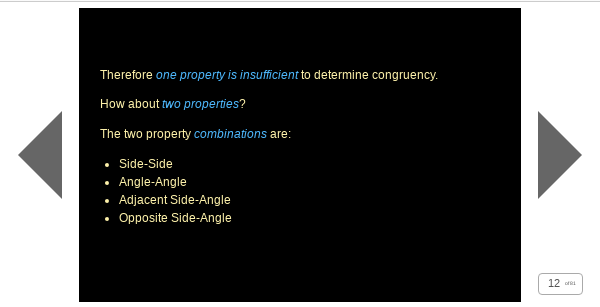 Therefore one property is insufficient to determine congruency.
How about two properties?
The two property combinations are:
Side-Side
Angle-Angle
Adjacent Side-Angle
Opposite Side-Angle
12